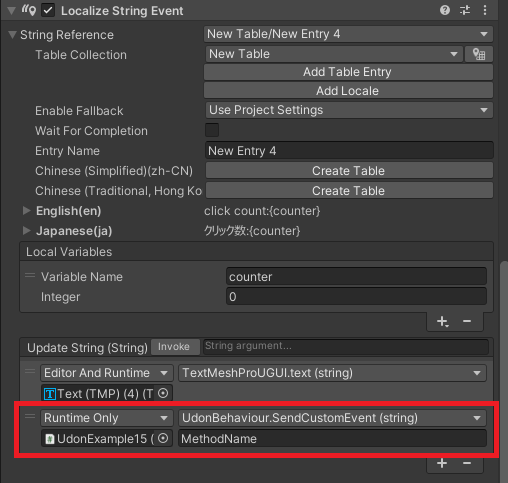 Localize String Event
String Reference New Table/New Entry 4
Table Collection New Table
Add Table Entry
Add Locale
Enable Fallback Use Project Settings
Wait For Completion
Entry Name New Entry 4
Chinese (Simplified)(zh-CN) Create Table
Chinese (Traditional, Hong Ko Create Table
English(en) click count:{counter}
Japanese(ja) クリック数:{counter}
Local Variables
Variable Name counter
Integer 0
Update String (String) Invoke String argument...
Editor And Runtime TextMeshProUGUI.text (string)
Text (TMP) (4) (T
Runtime Only UdonBehaviour.SendCustomEvent (string)
UdonExample15 ( MethodName